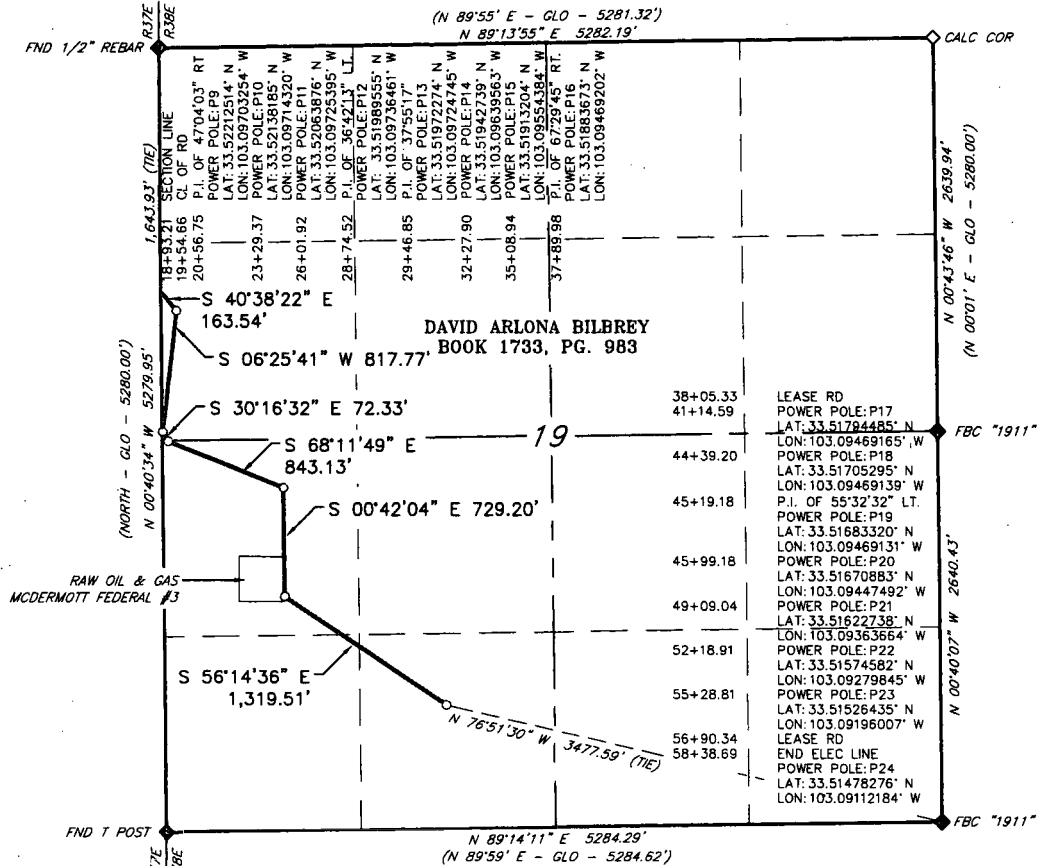 R37E
R38E
(N 89°55' E - GLO - 5281.32')
N 89°13'55" E 5282.19'
FND 1/2" REBAR
CALC COR
1,643.93' (TIE)
18+93.21 SECTION LINE
19+54.66 CL OF RD
20+56.75 P.I. OF 47°04'03" RT
POWER POLE:P9
LAT: 33.52212514° N
LON:103.09703254° W
23+29.37 POWER POLE:P10
LAT: 33.52138185° N
LON:103.09714320° W
26+01.92 POWER POLE:P11
LAT: 33.52063876° N
LON:103.09725395° W
28+74.52 P.I. OF 36°42'13" LT.
POWER POLE:P12
LAT: 33.51989555° N
LON:103.09736461° W
29+46.85 P.I. OF 37°55'17"
POWER POLE:P13
LAT: 33.51972274° N
LON:103.09724745° W
32+27.90 POWER POLE:P14
LAT: 33.51942739° N
LON:103.09639563° W
35+08.94 POWER POLE:P15
LAT: 33.51913204° N
LON:103.09554384° W
37+89.98 P.I. OF 67°29'45" RT.
POWER POLE:P16
LAT: 33.51883673° N
LON:103.09469202° W
N 00°43'46" W 2639.94'
(N 00°01' E - GLO - 5280.00')
S 40°38'22" E
163.54'
DAVID ARLONA BILBREY
BOOK 1733, PG. 983
S 06°25'41" W 817.77'
(NORTH - GLO - 5280.00')
N 00°40'34" W 5279.95'
S 30°16'32" E 72.33'
S 68°11'49" E
843.13'
19
FBC "1911"
S 00°42'04" E 729.20'
RAW OIL & GAS
MCDERMOTT FEDERAL #3
S 56°14'36" E
1,319.51'
N 76°51'30" W 3477.59' (TIE)
38+05.33 LEASE RD
41+14.59 POWER POLE:P17
LAT: 33.51794485° N
LON:103.09469165° W
44+39.20 POWER POLE:P18
LAT: 33.51705295° N
LON:103.09469139° W
45+19.18 P.I. OF 55°32'32" LT.
POWER POLE:P19
LAT: 33.51683320° N
LON:103.09469131° W
45+99.18 POWER POLE:P20
LAT: 33.51670883° N
LON:103.09447492° W
49+09.04 POWER POLE:P21
LAT: 33.51622738° N
LON:103.09363664° W
52+18.91 POWER POLE:P22
LAT: 33.51574582° N
LON:103.09279845° W
55+28.81 POWER POLE:P23
LAT: 33.51526435° N
LON:103.09196007° W
56+90.34 LEASE RD
58+38.69 END ELEC LINE
POWER POLE:P24
LAT: 33.51478276° N
LON:103.09112184° W
N 00°40'07" W 2640.43'
FND T POST
FBC "1911"
N 89°14'11" E 5284.29'
(N 89°59' E - GLO - 5284.62')
7E
8E